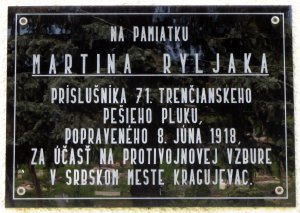 NA PAMIATKU
MARTINA RYLJAKA
PRÍSLUŠNÍKA 71. TRENČIANSKEHO
PEŠIEHO PLUKU,
POPRAVENÉHO 8. JÚNA 1918,
ZA ÚČASŤ NA PROTIVOJNOVEJ VZBURE
V SRBSKOM MESTE KRAGUJEVAC.